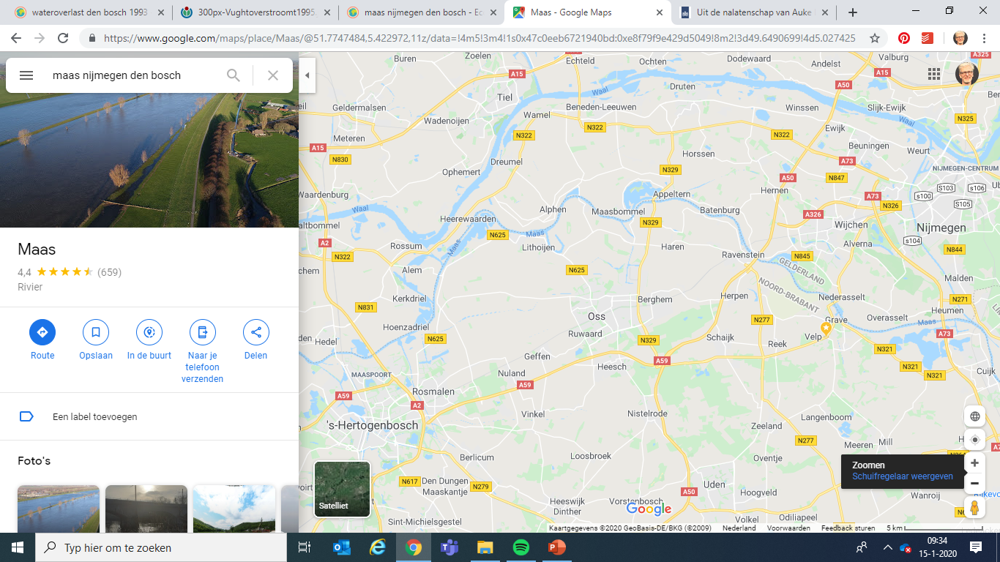 wateroverlast den bosch 1993
300px-Vughtoverstroomt1995.
maas nijmegen den bosch - Ec
Maas - Google Maps
Uit de nalatenschap van Auke
https://www.google.com/maps/place/Maas/@51.7747484,5.422972,11z/data=!4m5!3m4!1s0x47c0eeb6721940bd:0xe8f79f9e429d5049!8m2!3d49.6490699!4d5.027425
maas nijmegen den bosch
Maas
4,4 (659)
Rivier
Route
Opslaan
In de buurt
Naar je
telefoon
verzenden
Delen
Een label toevoegen
Foto's
Buren
Zoelen
Echteld
Ochten
Dodewaard
Andelst
Valburg
A325
A15
A15
A50
Tiel
Waal
Druten
Geldermalsen
Wamel
Beneden-Leeuwen
Winssen
Slijk-Ewijk
Waal
Wadenoijen
N322
N322
N322
N325
Meteren
Ewijk
A15
Beuningen
Weurt
N830
Dreumel
Horssen
A73
Ophemert
N329
A50
N847
NIJMEGEN-CENTRUM
Waardenburg
Appeltern
Hernen
s100
s103
s106
A73
N326
s105
Waal
Alphen
Maasbommel
Batenburg
A326
Wijchen
altbommel
Heerewaarden
N329
Nijmegen
N625
Maas
s104
A2
Rossum
Maas
Lithoijen
Haren
Alverna
N844
N322
Ravenstein
N845
GELDERLAND
chem
Alem
N625
Malden
NOORD-BRABANT
Kerkdriel
Berghem
Herpen
Nederasselt
N271
N831
Oss
Heumen
Hoenzadriel
N277
Grave
Overasselt
Maas
Hedel
N625
Ruwaard
N329
Schaijk
Reek
Velp
A73
N321
Geffen
A59
Heesch
N321
MAASPOORT
Nuland
N321
Cuijk
A59
Rosmalen
A59
A2
Vinkel
Nistelrode
Langenboom
's-Hertogenbosch
Zeeland
N277
Meeren
Mill
Berlicum
Loosbroek
Oventje
N617
Den Dungen
N279
Uden
A50
Maaskantje
Hoogveld
Heeswijk
Dinther
Vorstenbosch
Wanroij
Sint-Michielsgestel
Volkel
Odiliapeel
Zoomen
Schuifregelaar weergeven
Satelliet
Google
Kaartgegevens ©2020 GeoBasis-DE/BKG (©2009)
Nederland
Voorwaarden
Feedback sturen
5 km
Typ hier om te zoeken
09:34
15-1-2020